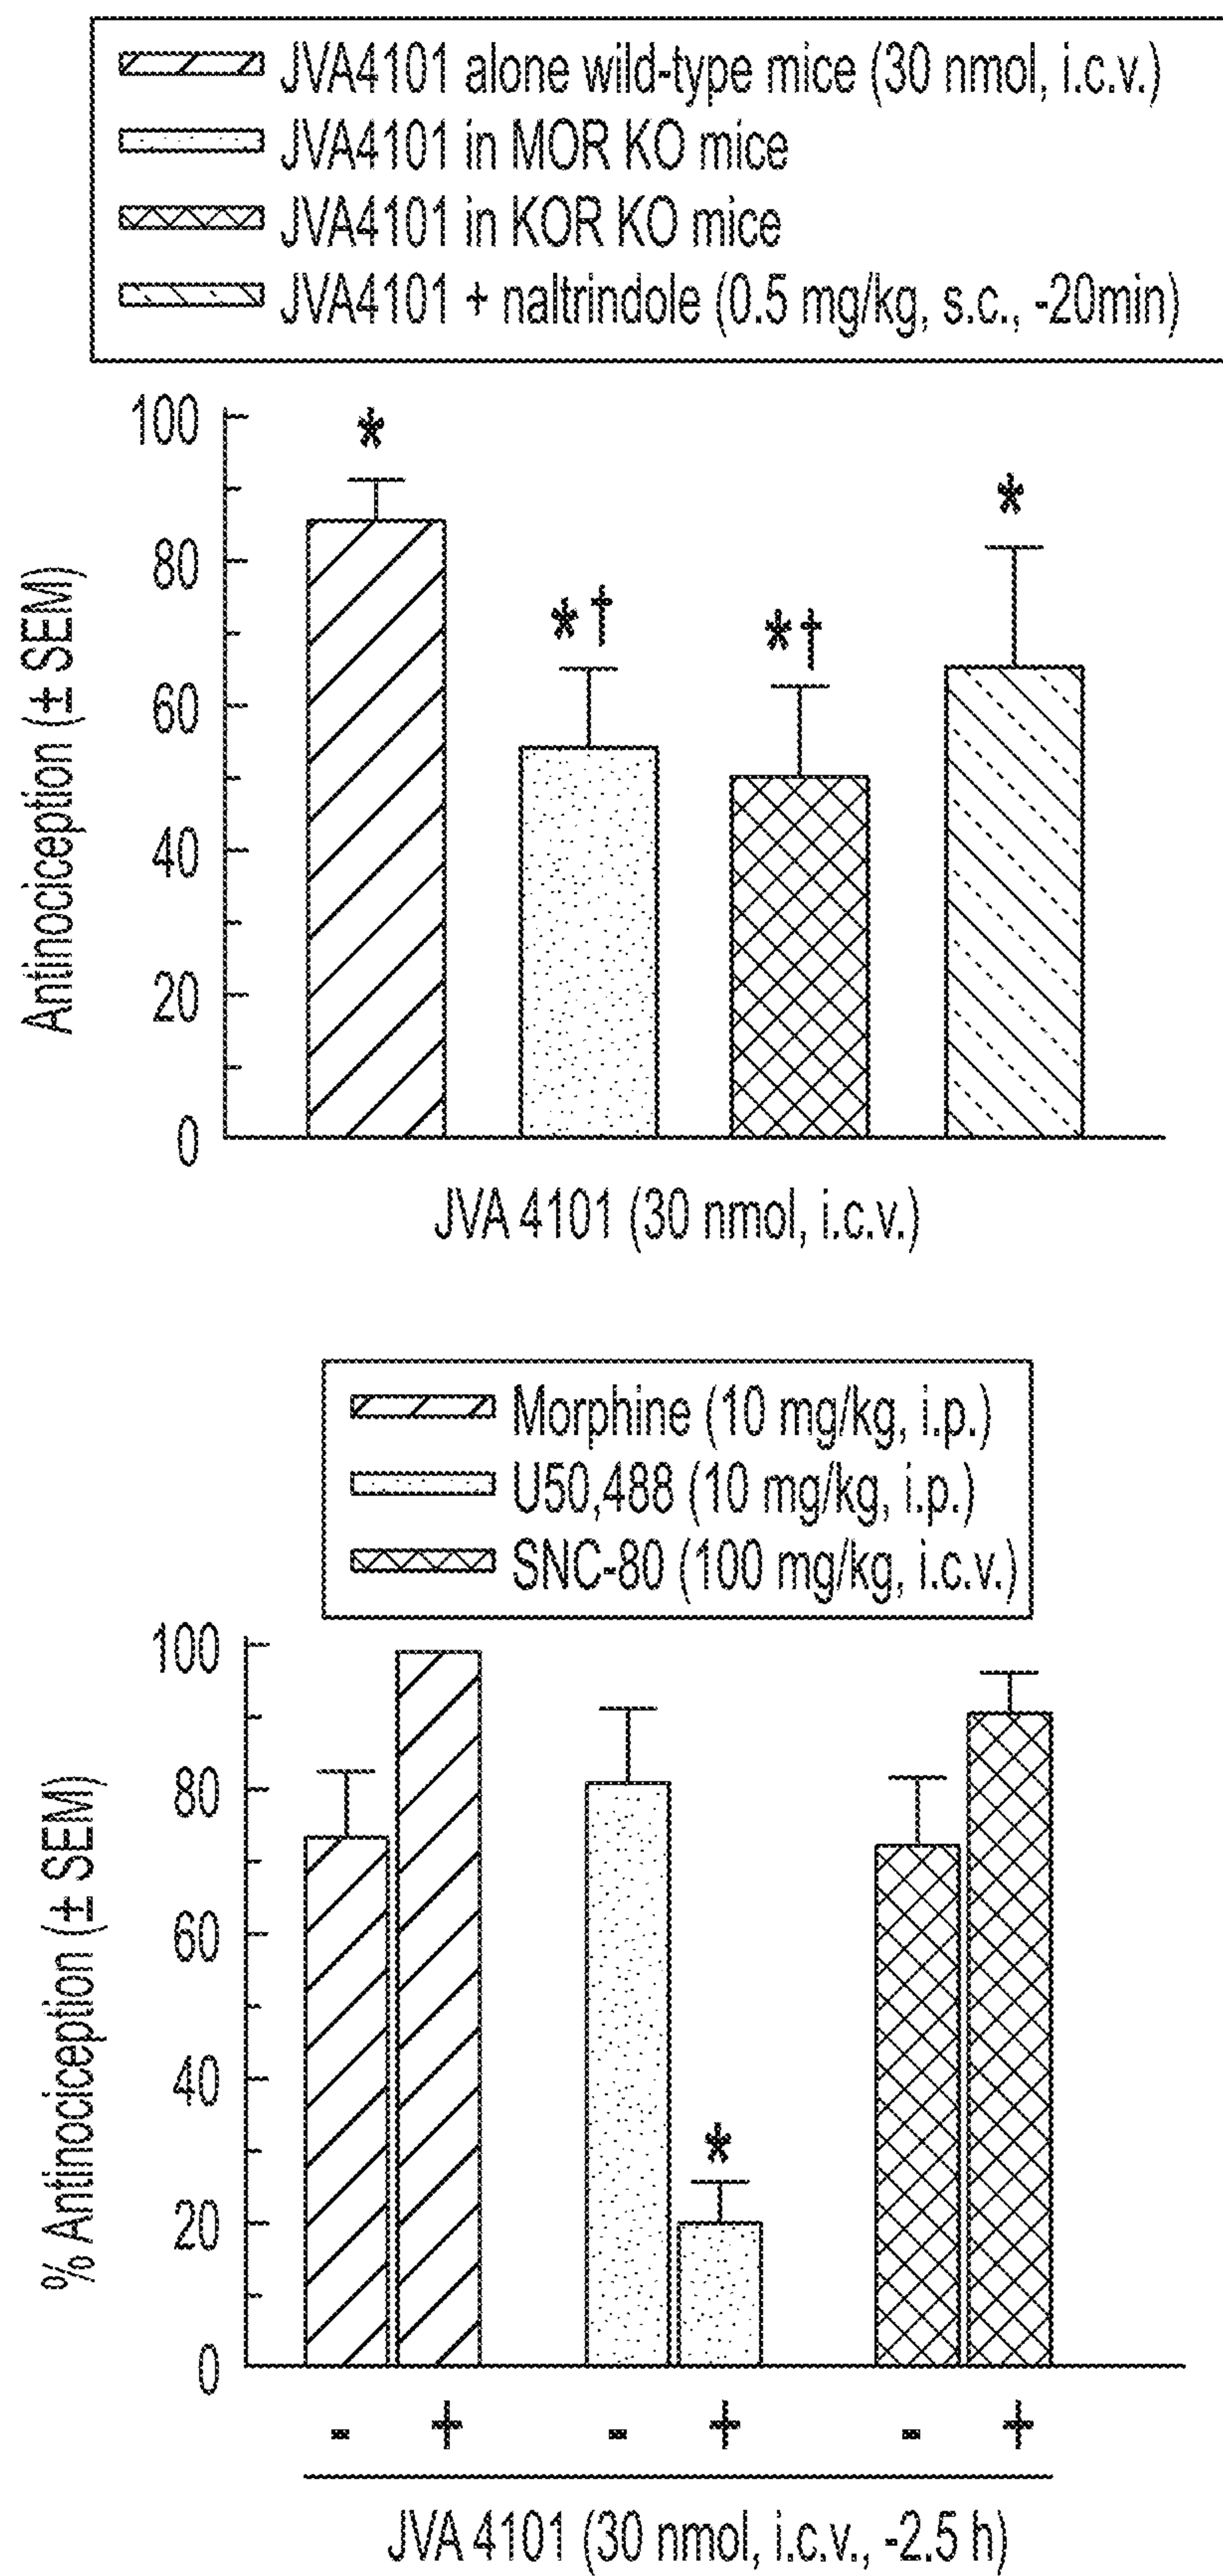 JVA4101 alone wild-type mice (30 nmol, i.c.v.)
JVA4101 in MOR KO mice
JVA4101 in KOR KO mice
JVA4101 + naltrindole (0.5 mg/kg, s.c., -20min)
Antinociception (± SEM)
100
80
60
40
20
0
*
*†
*†
*
JVA 4101 (30 nmol, i.c.v.)
Morphine (10 mg/kg, i.p.)
U50,488 (10 mg/kg, i.p.)
SNC-80 (100 mg/kg, i.c.v.)
% Antinociception (± SEM)
100
80
60
40
20
0
*
- + - + - +
JVA 4101 (30 nmol, i.c.v., -2.5 h)